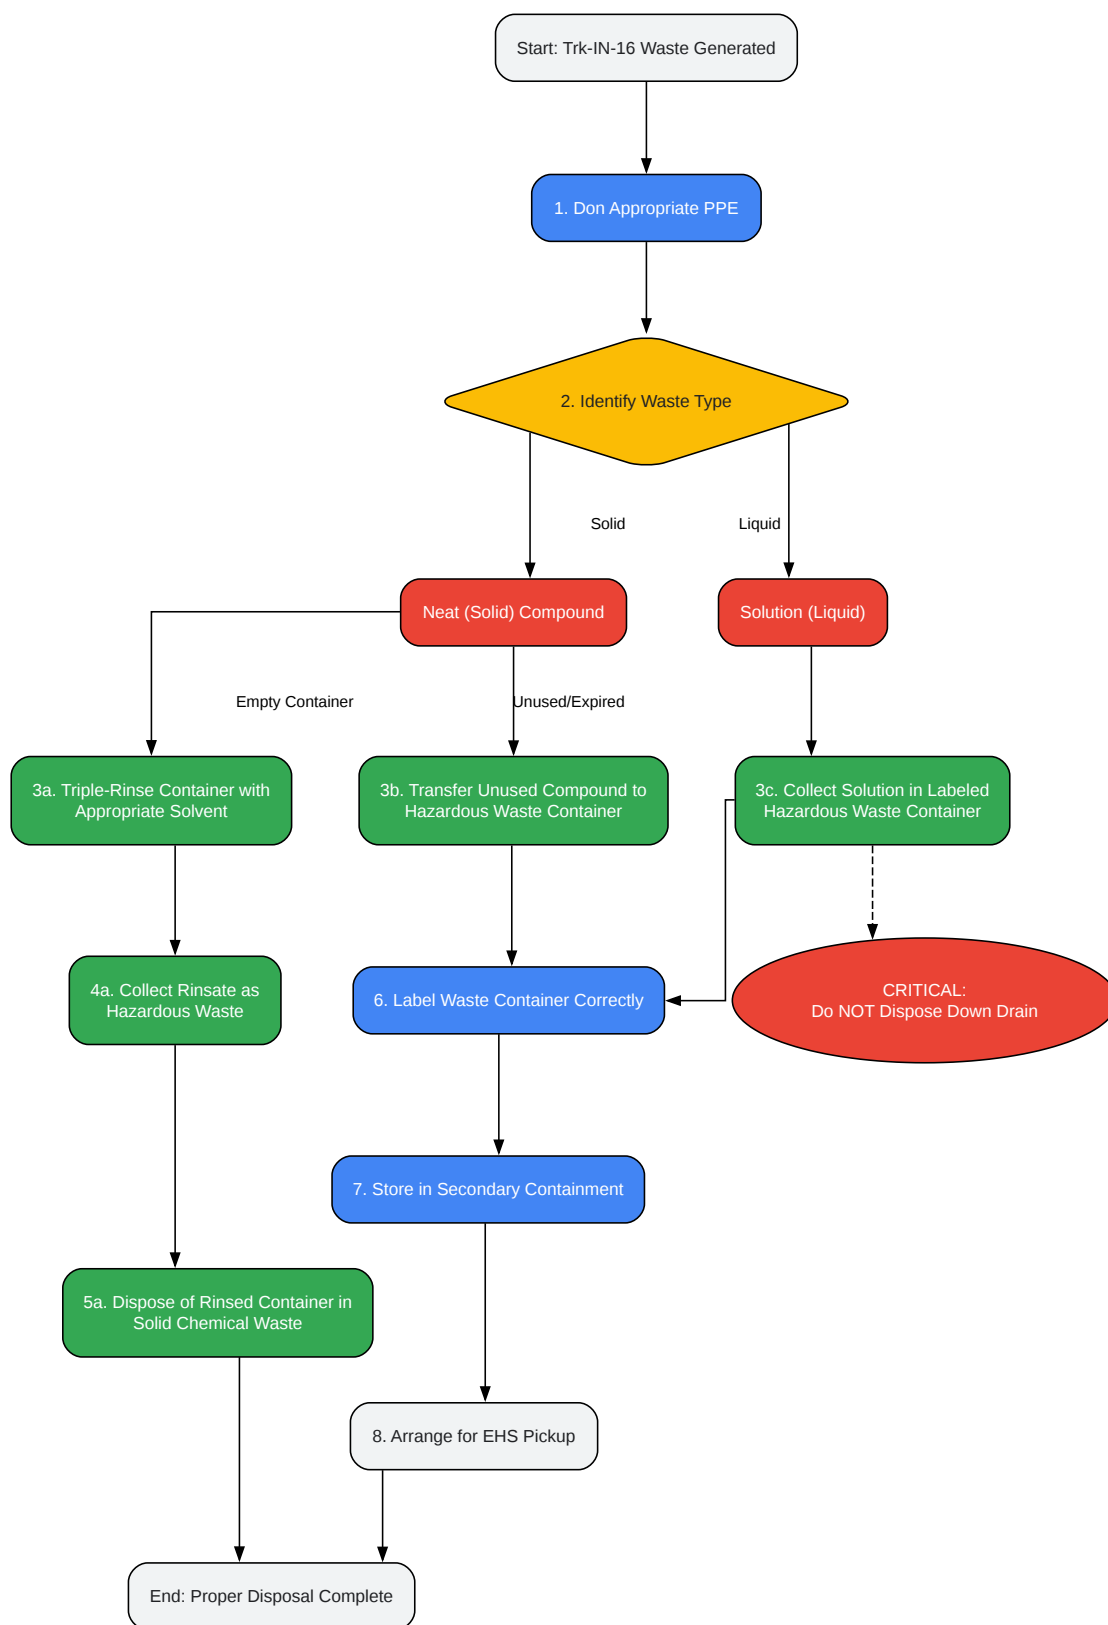 Start: Trk-IN-16 Waste Generated
1. Don Appropriate PPE
2. Identify Waste Type
Solid
Liquid
Neat (Solid) Compound
Solution (Liquid)
Empty Container
Unused/Expired
3a. Triple-Rinse Container with
Appropriate Solvent
3b. Transfer Unused Compound to
Hazardous Waste Container
3c. Collect Solution in Labeled
Hazardous Waste Container
4a. Collect Rinsate as
Hazardous Waste
6. Label Waste Container Correctly
CRITICAL:
Do NOT Dispose Down Drain
7. Store in Secondary Containment
5a. Dispose of Rinsed Container in
Solid Chemical Waste
8. Arrange for EHS Pickup
End: Proper Disposal Complete